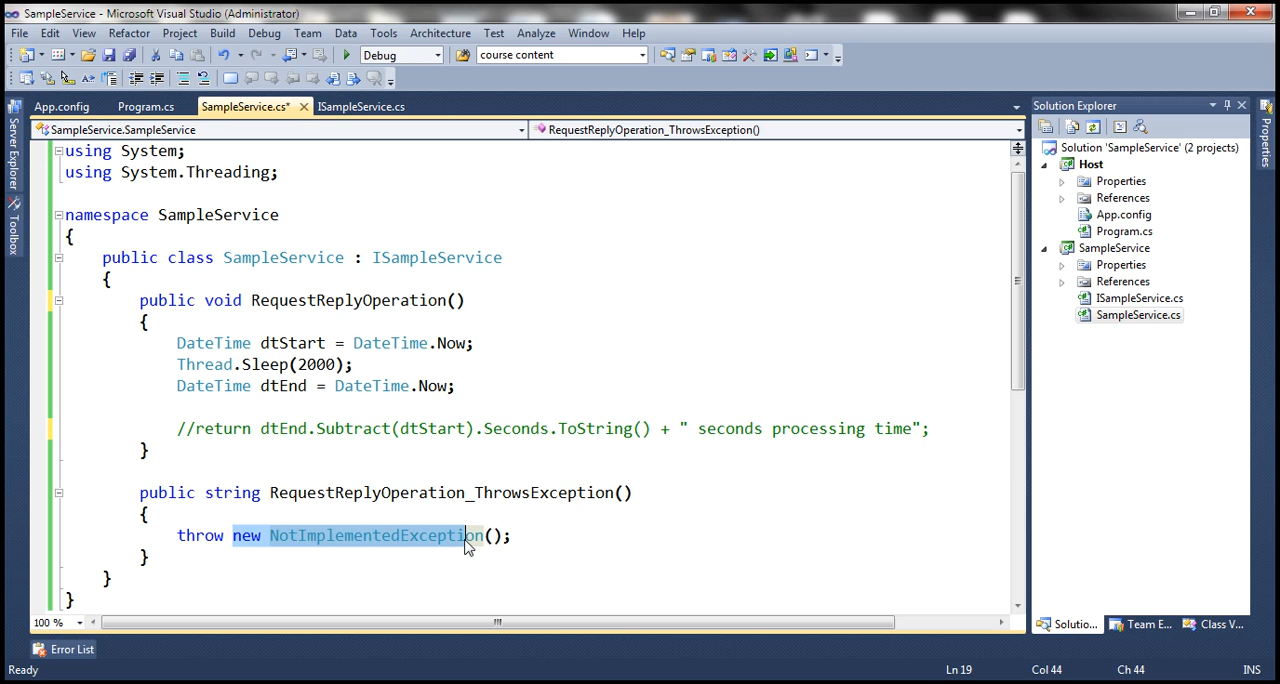 SampleService - Microsoft Visual Studio (Administrator)
File Edit View Refactor Project Build Debug Team Data Tools Architecture Test Analyze Window Help
Debug course content
App.config Program.cs SampleService.cs* ISampleService.cs
SampleService.SampleService RequestReplyOperation_ThrowsException()
using System;
using System.Threading;
namespace SampleService
{
public class SampleService : ISampleService
{
public void RequestReplyOperation()
{
DateTime dtStart = DateTime.Now;
Thread.Sleep(2000);
DateTime dtEnd = DateTime.Now;
//return dtEnd.Subtract(dtStart).Seconds.ToString() + " seconds processing time";
}
public string RequestReplyOperation_ThrowsException()
{
throw new NotImplementedException();
}
}
}
100 %
Server Explorer
Toolbox
Solution Explorer
Solution 'SampleService' (2 projects)
Host
Properties
References
App.config
Program.cs
SampleService
Properties
References
ISampleService.cs
SampleService.cs
Solutio... Team E... Class V...
Properties
Error List
Ready Ln 19 Col 44 Ch 44 INS